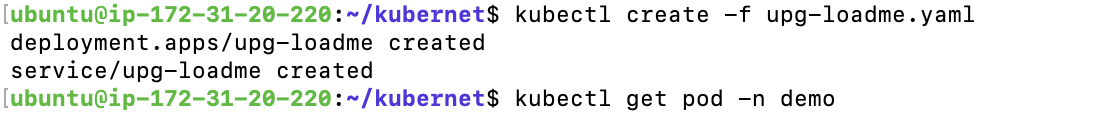 [ubuntu@ip-172-31-20-220:~/kubernet$ kubectl create -f upg-loadme.yaml
deployment.apps/upg-loadme created
service/upg-loadme created
[ubuntu@ip-172-31-20-220:~/kubernet$ kubectl get pod -n demo